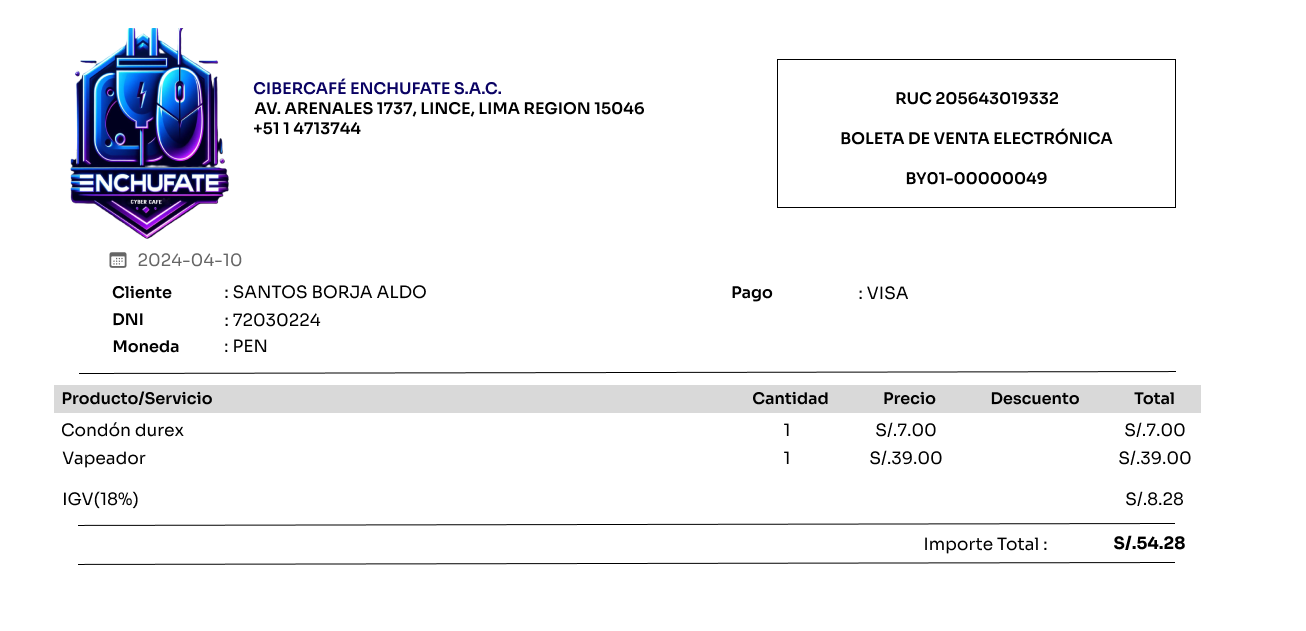 ENCHUFATE
CYBER CAFE
CIBERCAFÉ ENCHUFATE S.A.C.
AV. ARENALES 1737, LINCE, LIMA REGION 15046
+51 1 4713744
RUC 205643019332
BOLETA DE VENTA ELECTRÓNICA
BY01-00000049
2024-04-10
Cliente : SANTOS BORJA ALDO Pago : VISA
DNI : 72030224
Moneda : PEN
Producto/Servicio Cantidad Precio Descuento Total
Condón durex 1 S/.7.00 S/.7.00
Vapeador 1 S/.39.00 S/.39.00
IGV(18%) S/.8.28
Importe Total : S/.54.28